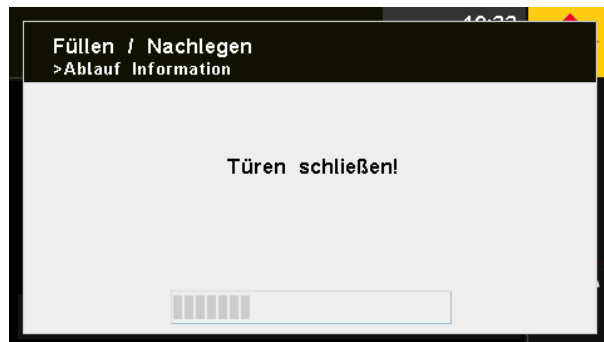 Füllen / Nachlegen
>Ablauf Information
Türen schließen!